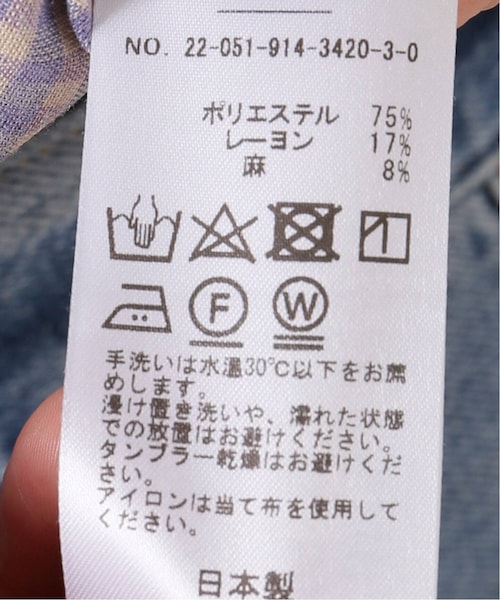 NO. 22-051-914-3420-3-0
ポリエステル 75%
レーヨン 17%
麻 8%
F W
手洗いは水温30℃以下をお薦
めします。
浸け置き洗いや、濡れた状態
での放置はお避けください。
タンブラー乾燥はお避けくだ
さい。
アイロンは当て布を使用して
ください。
日本製